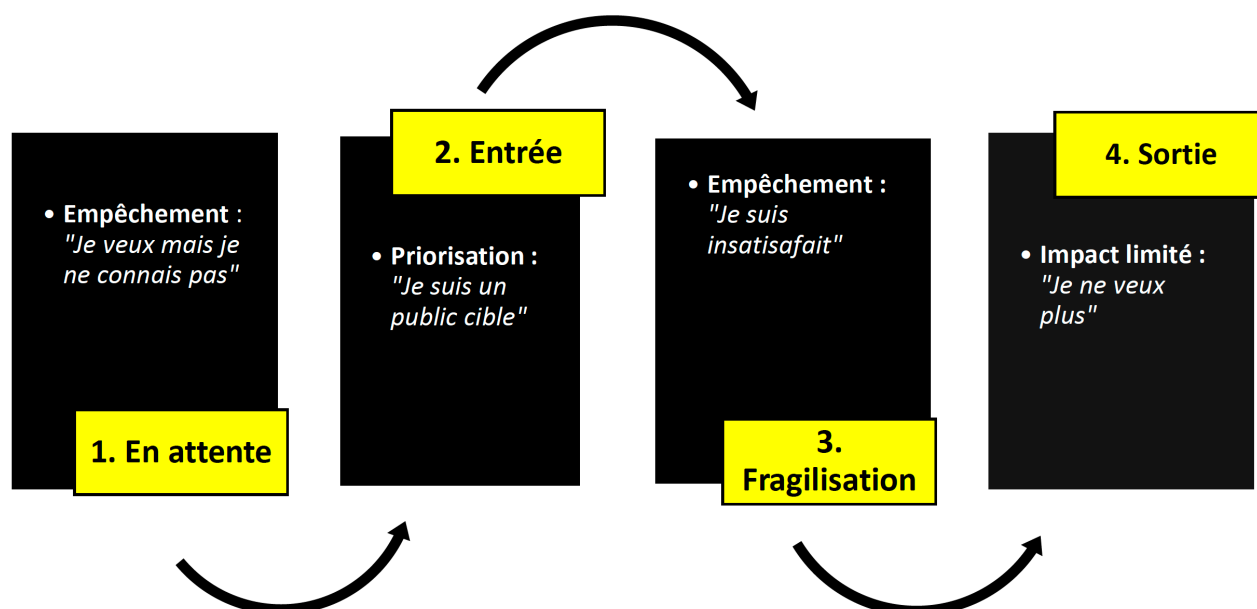 • Empêchement :
"Je veux mais je
ne connais pas"
1. En attente
2. Entrée
• Priorisation :
"Je suis un
public cible"
• Empêchement :
"Je suis
insatisafait"
3.
Fragilisation
4. Sortie
• Impact limité :
"Je ne veux
plus"